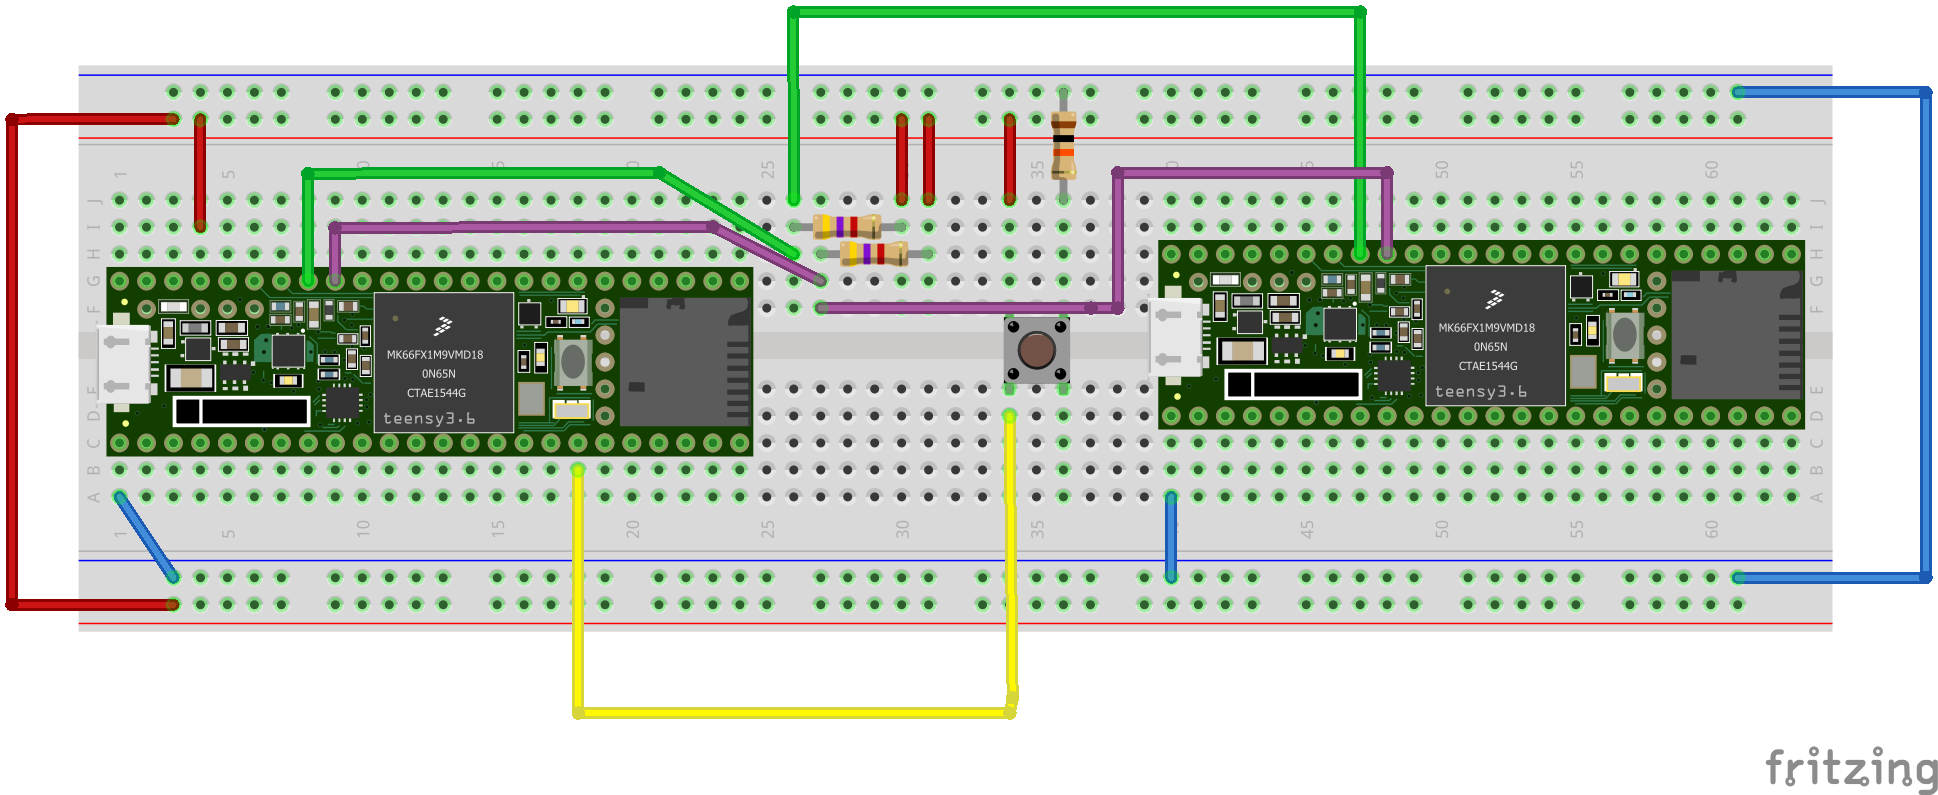 1 5 10 15 20 25 30 35 40 45 50 55 60
J J
I I
H H
G G
F F
MK66FX1M9VMD18
0N65N
CTAE1544G
teensy3.6
MK66FX1M9VMD18
0N65N
CTAE1544G
teensy3.6
E E
D D
C C
B B
A A
1 5 10 15 20 25 30 35 45 50 55 60
fritzing